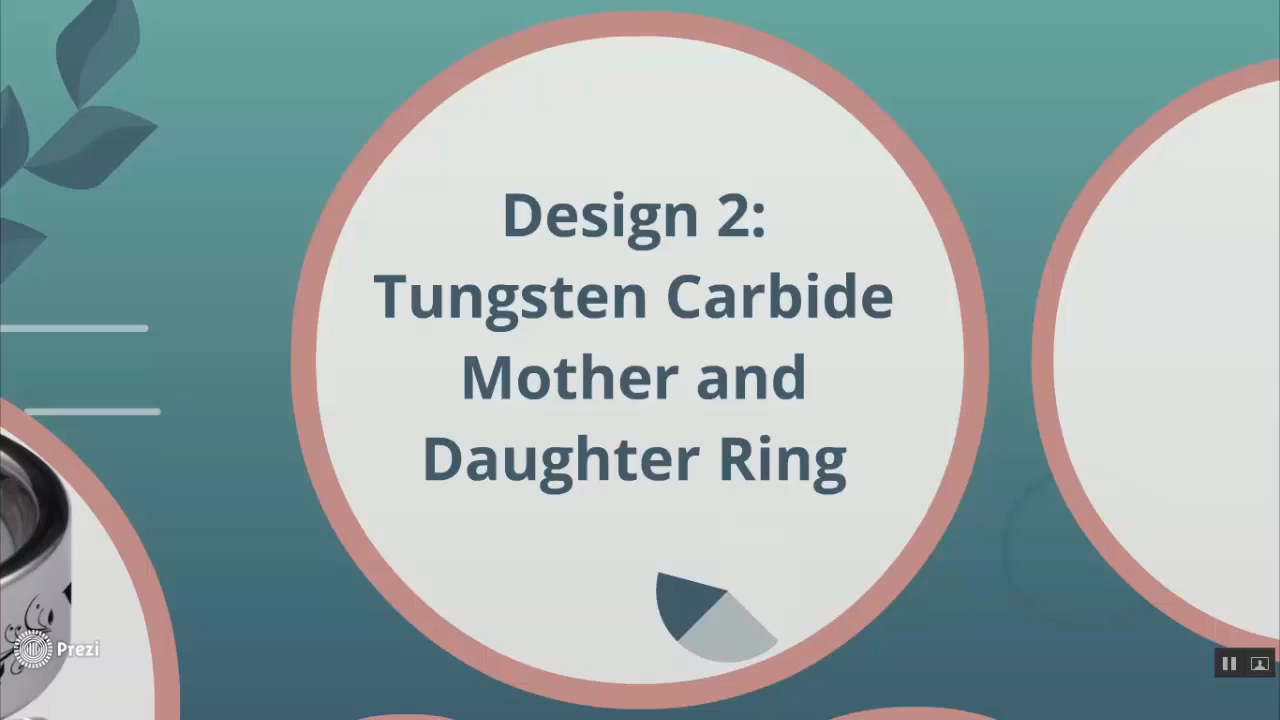 Design 2:
Tungsten Carbide
Mother and
Daughter Ring
Prezi